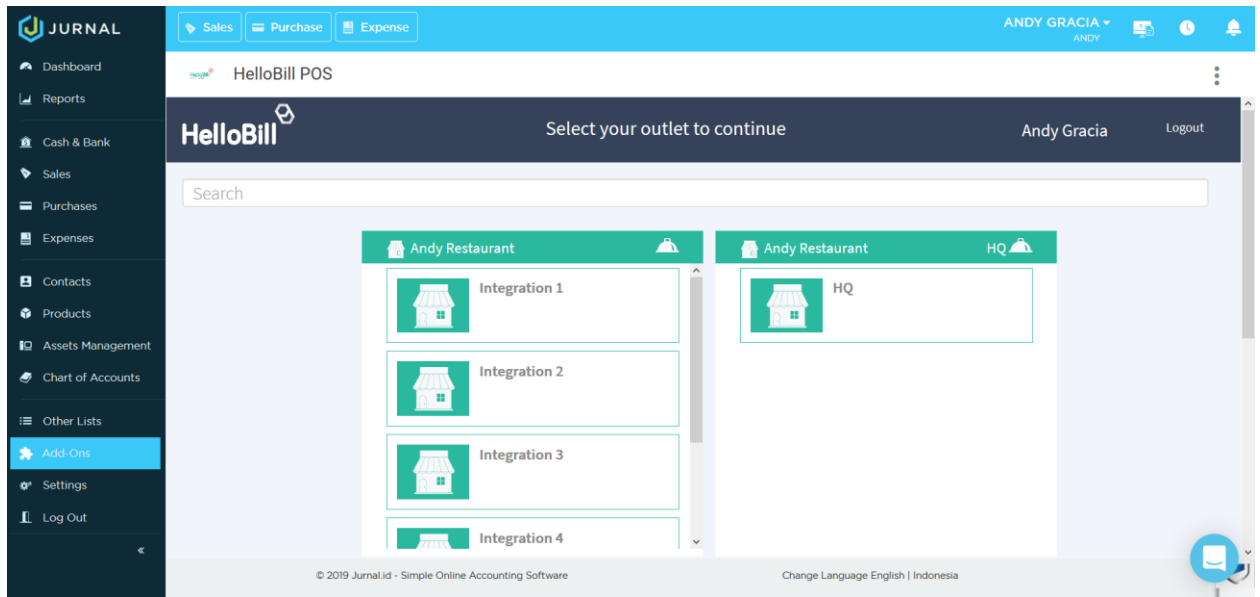 JURNAL
Sales
Purchase
Expense
ANDY GRACIA
ANDY
Dashboard
Reports
Cash & Bank
Sales
Purchases
Expenses
Contacts
Products
Assets Management
Chart of Accounts
Other Lists
Add-Ons
Settings
Log Out
HelloBill POS
HelloBill
Select your outlet to continue
Andy Gracia
Logout
Search
Andy Restaurant
Integration 1
Integration 2
Integration 3
Integration 4
Andy Restaurant
HQ
HQ
© 2019 Jurnal.id - Simple Online Accounting Software
Change Language English | Indonesia